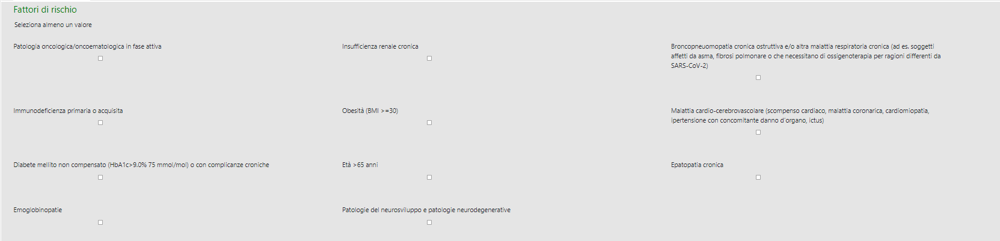 Fattori di rischio
Seleziona almeno un valore
Patologia oncologica/oncoematologica in fase attiva
Insufficienza renale cronica
Broncopneuomopatia cronica ostruttiva e/o altra malattia respiratoria cronica (ad es. soggetti
affetti da asma, fibrosi polmonare o che necessitano di ossigenoterapia per ragioni differenti da
SARS-CoV-2)
Immunodeficienza primaria o acquisita
Obesità (BMI >=30)
Malattia cardio-cerebrovascolare (scompenso cardiaco, malattia coronarica, cardiomiopatia,
ipertensione con concomitante danno d'organo, ictus)
Diabete mellito non compensato (HbA1c>9.0% 75 mmol/mol) o con complicanze croniche
Età >65 anni
Epatopatia cronica
Emoglobinopatie
Patologie del neurosviluppo e patologie neurodegenerative